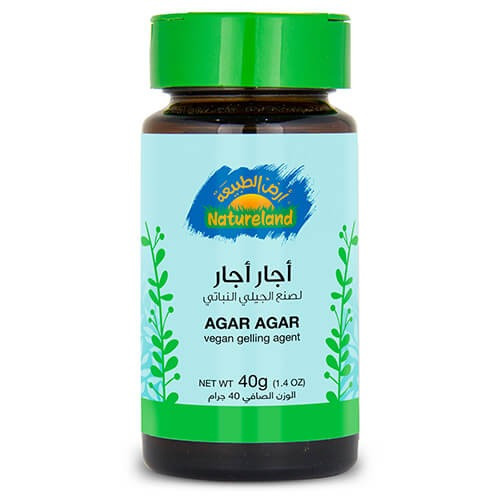 أرض الطبيعة
Natureland
أجار أجار
لصنع الجيلي النباتي
AGAR AGAR
vegan gelling agent
NET WT 40g (1.4 OZ)
الوزن الصافي 40 جرام